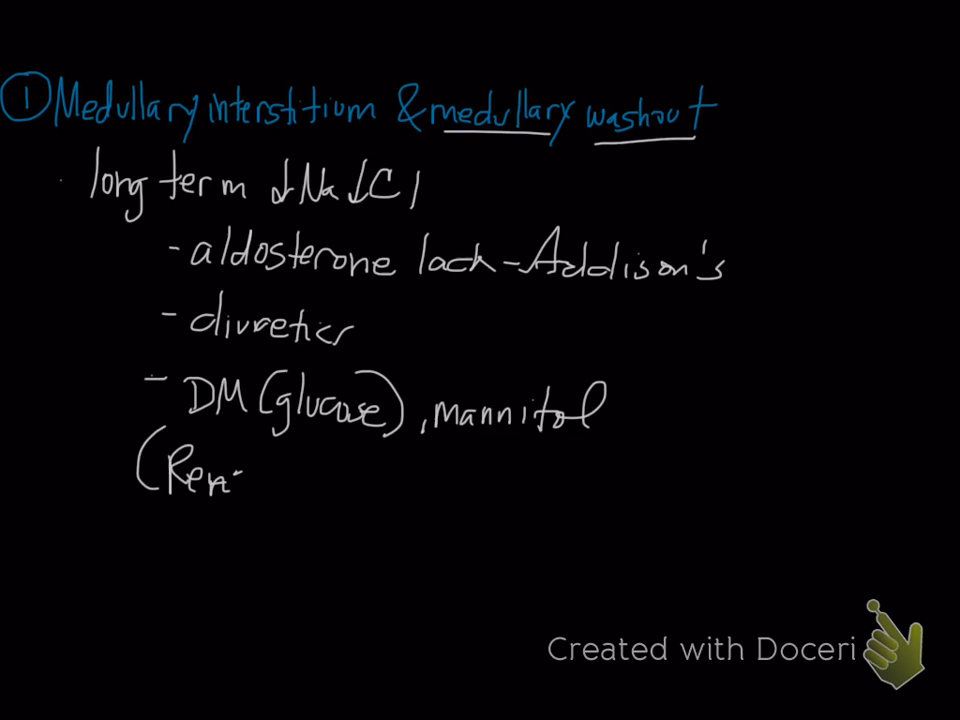 ① Medullary interstitium & medullary washout
long term ↓Na ↓Cl
- aldosterone lack - Addison's
- diuretics
- DM (glucose), mannitol
(Ren
Created with Doceri